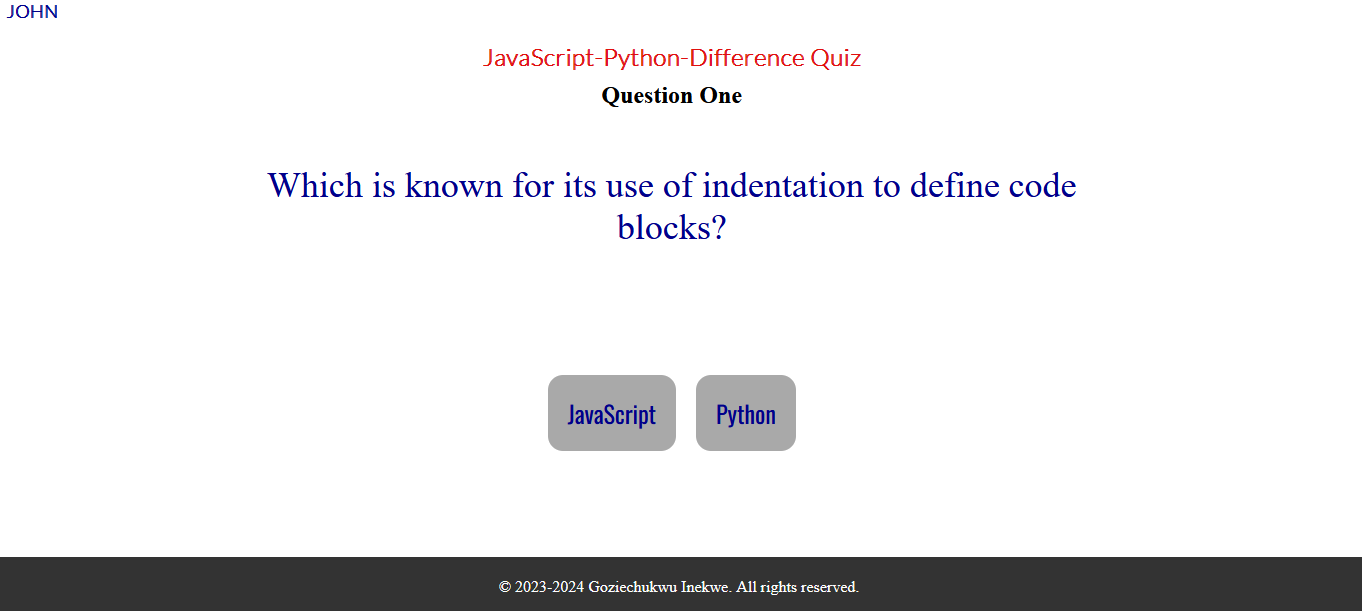 JOHN
JavaScript-Python-Difference Quiz
Question One
Which is known for its use of indentation to define code
blocks?
JavaScript
Python
© 2023-2024 Goziechukwu Inekwe. All rights reserved.